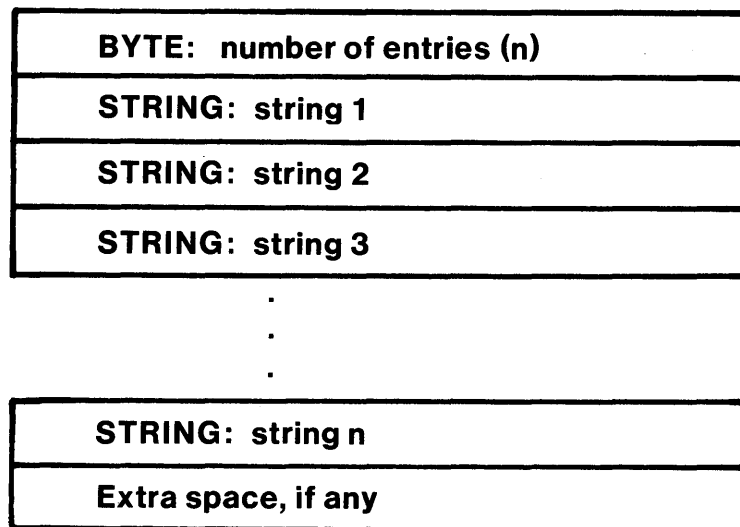 BYTE: number of entries (n)
STRING: string 1
STRING: string 2
STRING: string 3
.
.
.
STRING: string n
Extra space, if any